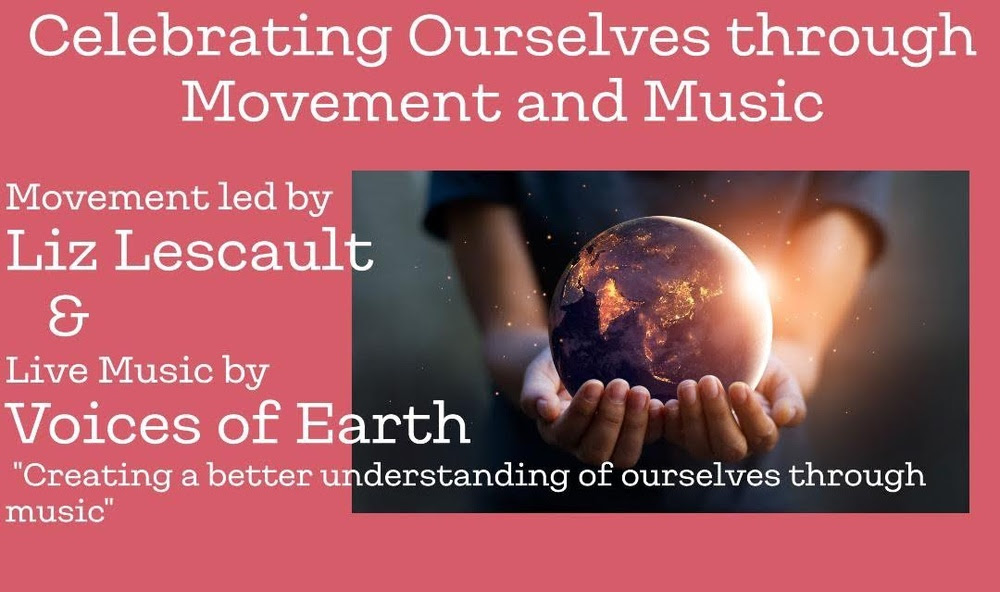 Celebrating Ourselves through
Movement and Music
Movement led by
Liz Lescault
&
Live Music by
Voices of Earth
"Creating a better understanding of ourselves through
music"